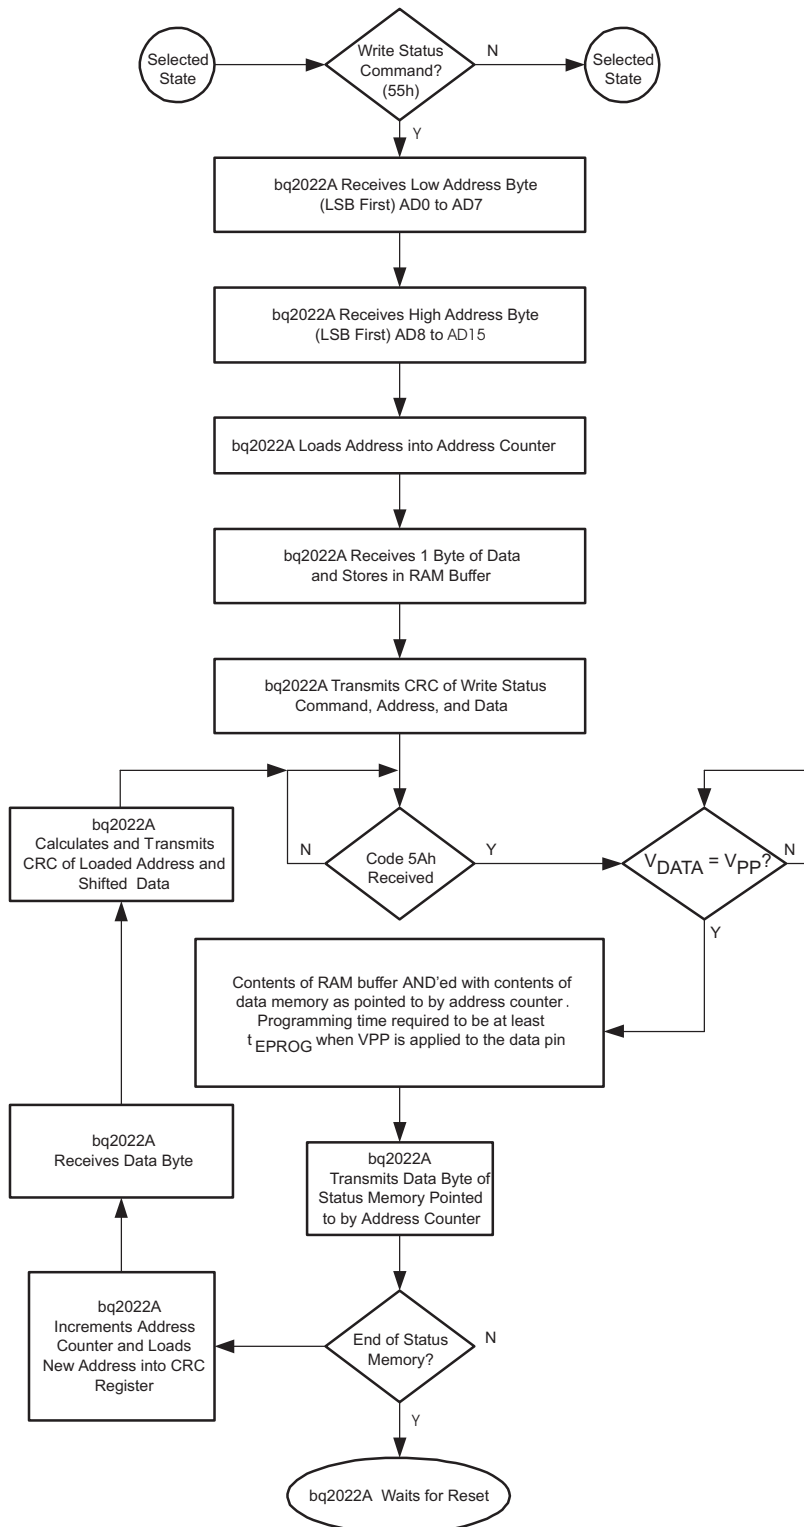 Selected
State
Write Status
Command?
(55h)
N
Selected
State
Y
bq2022A Receives Low Address Byte
(LSB First) AD0 to AD7
bq2022A Receives High Address Byte
(LSB First) AD8 to AD15
bq2022A Loads Address into Address Counter
bq2022A Receives 1 Byte of Data
and Stores in RAM Buffer
bq2022A Transmits CRC of Write Status
Command, Address, and Data
bq2022A
Calculates and Transmits
CRC of Loaded Address and
Shifted Data
N
Code 5Ah
Received
Y
VDATA = VPP?
N
Y
Contents of RAM buffer AND'ed with contents of
data memory as pointed to by address counter.
Programming time required to be at least
tEPROG when VPP is applied to the data pin
bq2022A
Receives Data Byte
bq2022A
Transmits Data Byte of
Status Memory Pointed
to by Address Counter
bq2022A
Increments Address
Counter and Loads
New Address into CRC
Register
End of Status
Memory?
N
Y
bq2022A Waits for Reset